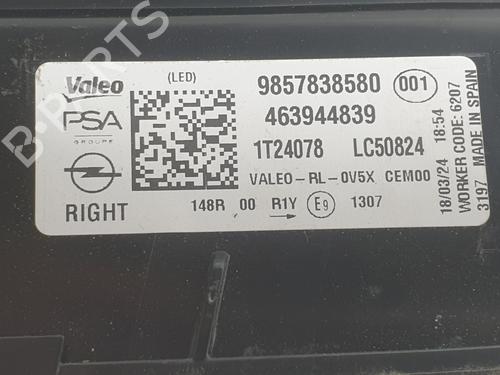 Valeo
(LED)
9857838580 001
PSA
GROUPE
463944839
1T24078 LC50824
VALEO-RL-0V5X CEM00
RIGHT
148R 00 R1Y E9 1307
18/03/24 18:54
WORKER CODE: 6207
3197 MADE IN SPAIN
B-PARTS